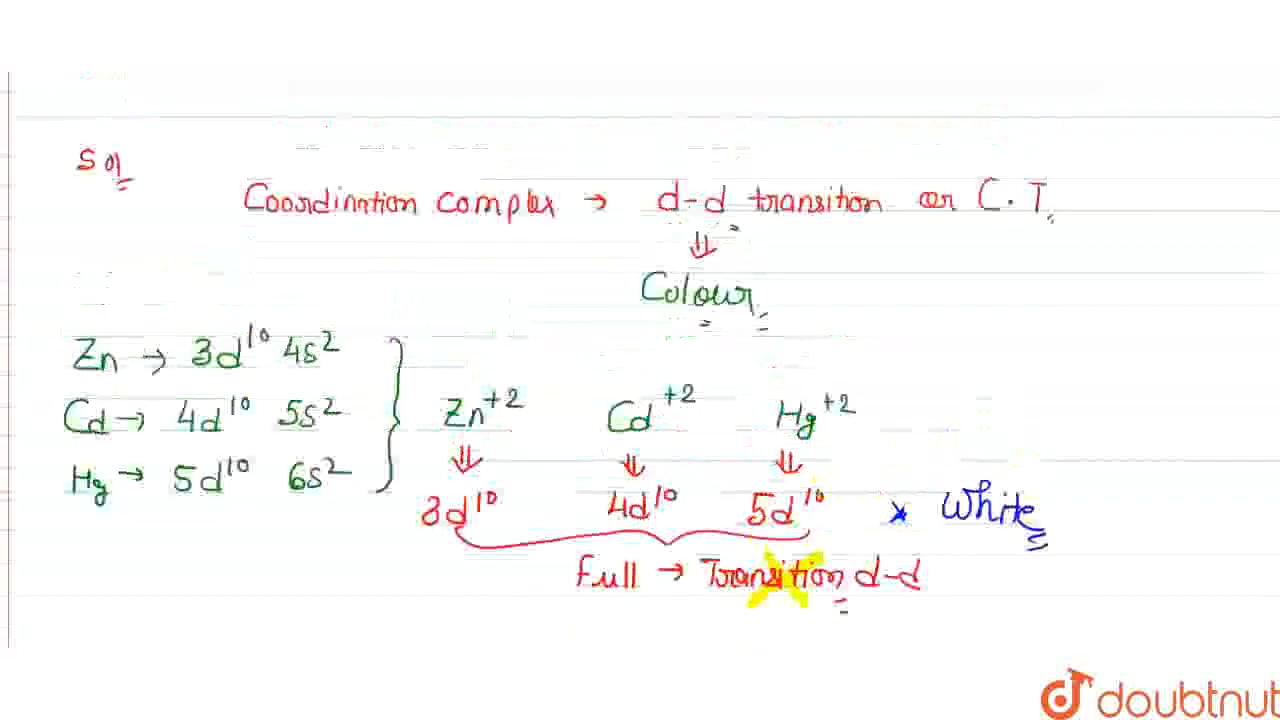 Sol
Coordination complex → d-d transition or C.T.
⇓
Colour
Zn → 3d¹⁰ 4s²
Cd → 4d¹⁰ 5s²
Hg → 5d¹⁰ 6s²
Zn⁺² Cd⁺² Hg⁺²
⇓ ⇓ ⇓
3d¹⁰ 4d¹⁰ 5d¹⁰ * White
Full → Transition d-d
doubtnut